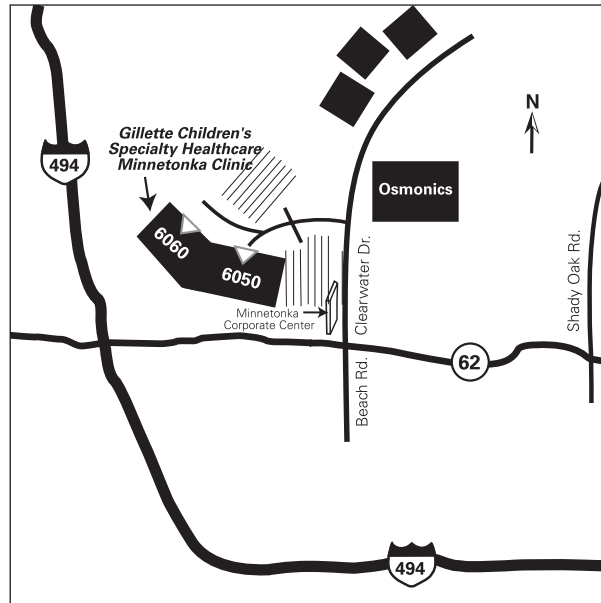 N
Gillette Children's
Specialty Healthcare
Minnetonka Clinic
494
Osmonics
6060
6050
Minnetonka
Corporate Center
Clearwater Dr.
Beach Rd.
Shady Oak Rd.
62
494